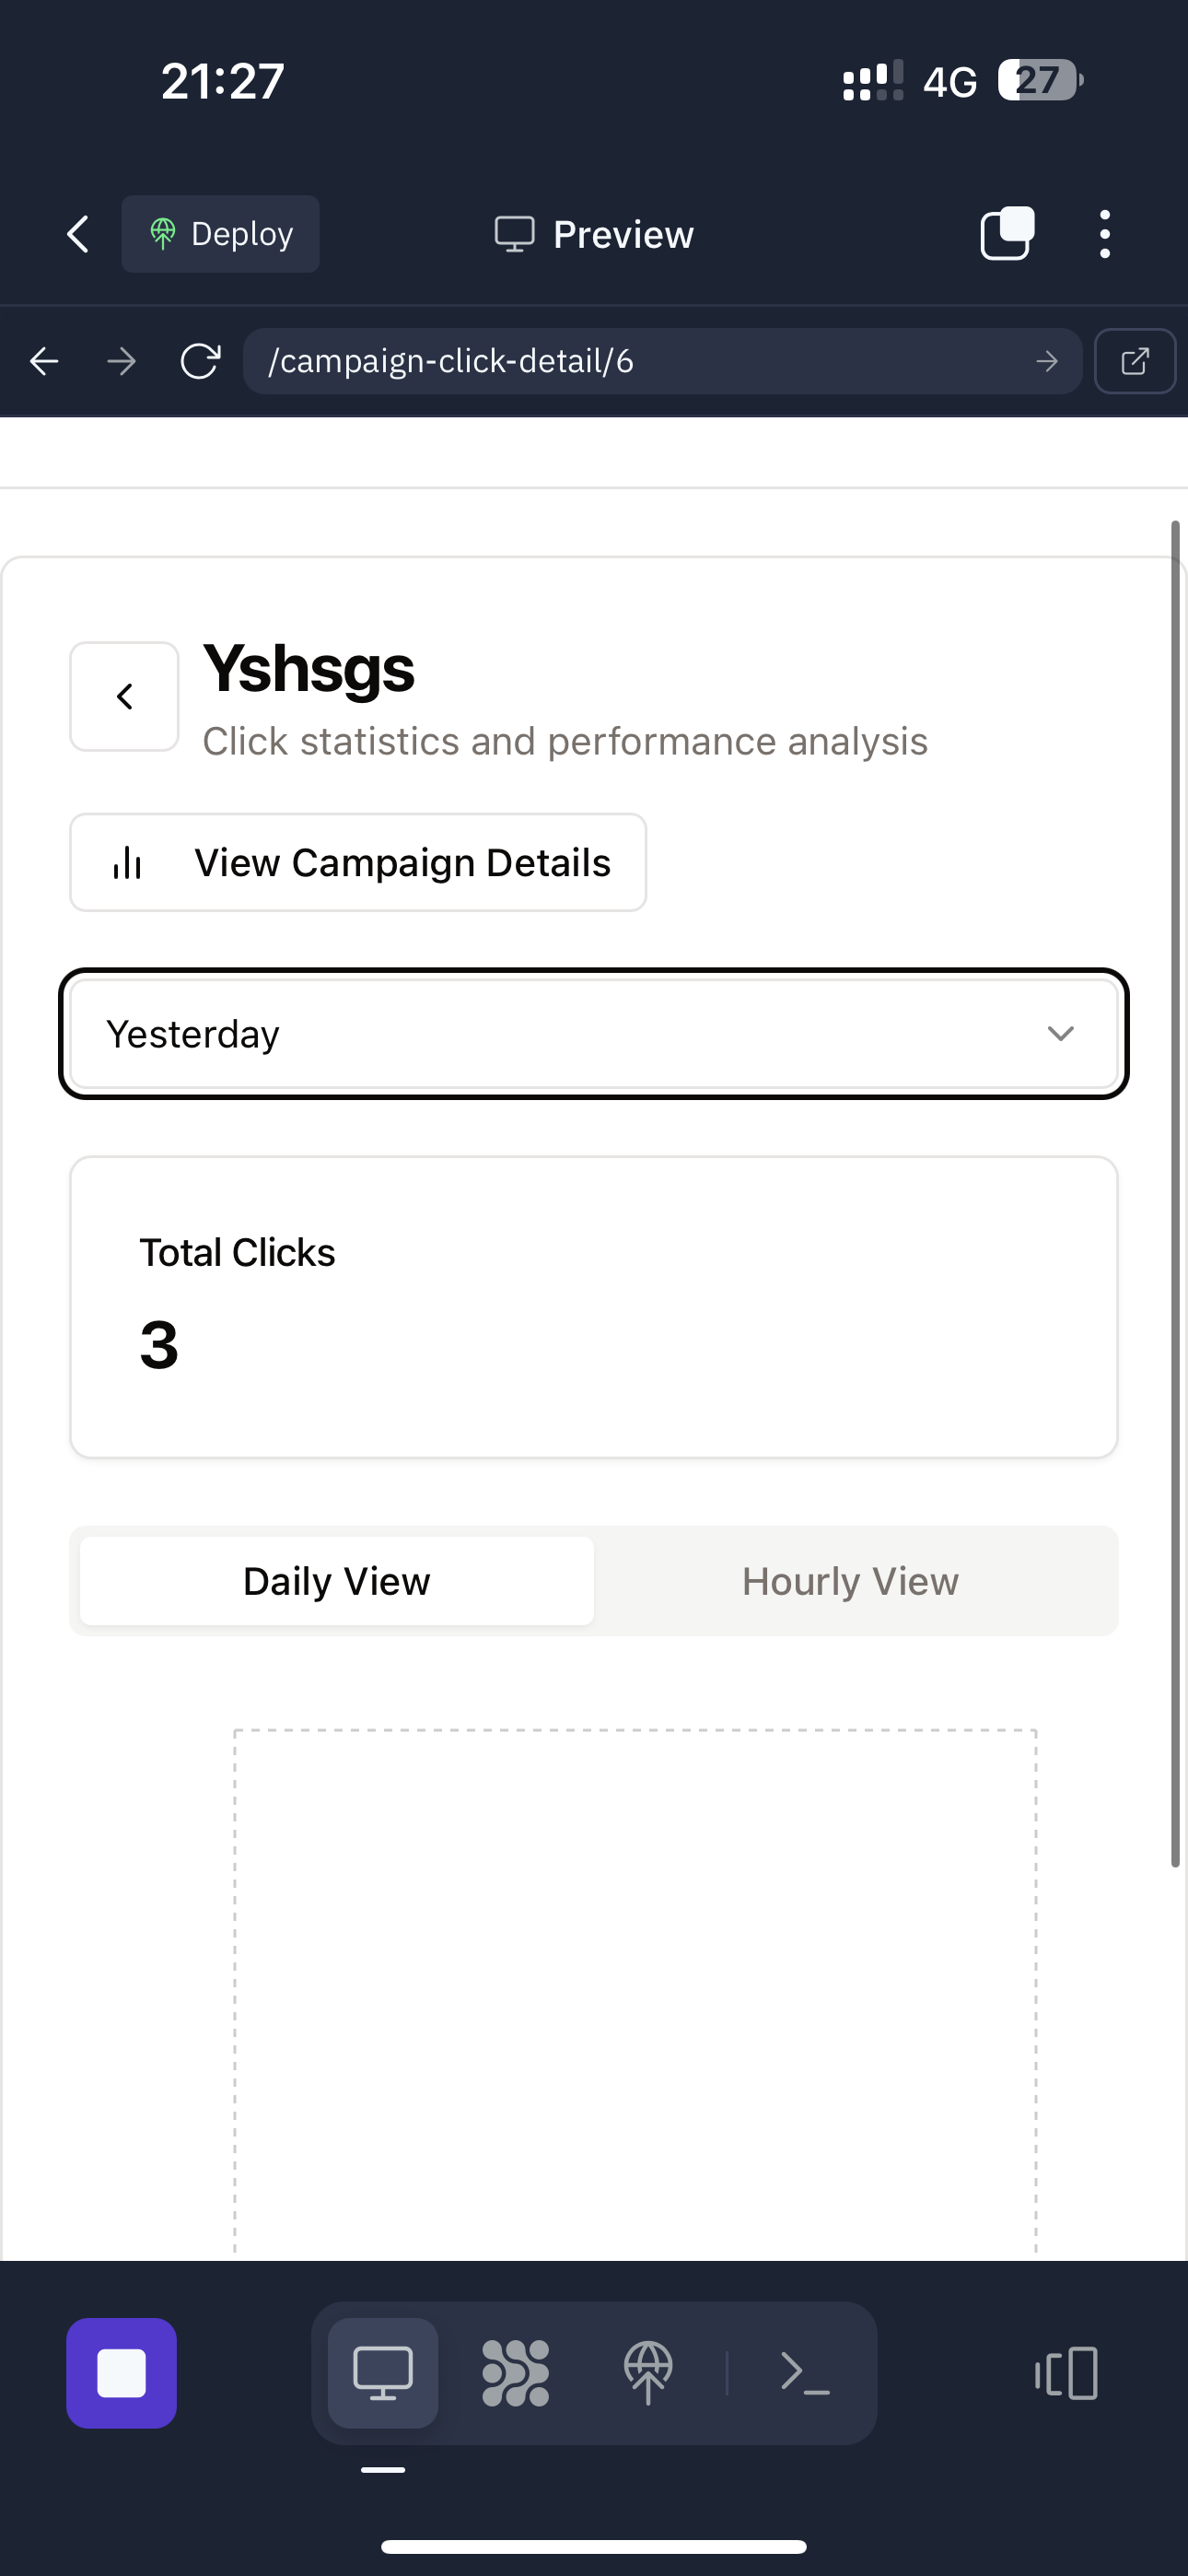 21:27
4G
27
Deploy
Preview
/campaign-click-detail/6
Yshsgs
Click statistics and performance analysis
View Campaign Details
Yesterday
Total Clicks
3
Daily View
Hourly View